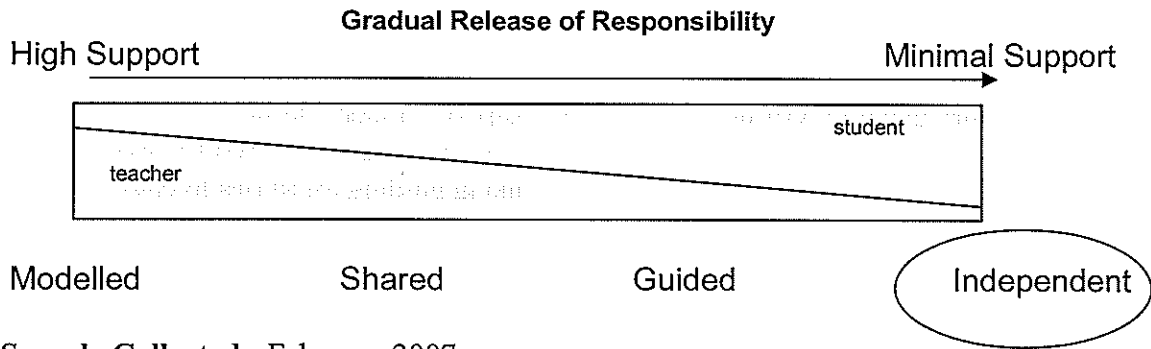 Gradual Release of Responsibility
High Support Minimal Support
student
teacher
Modelled Shared Guided Independent